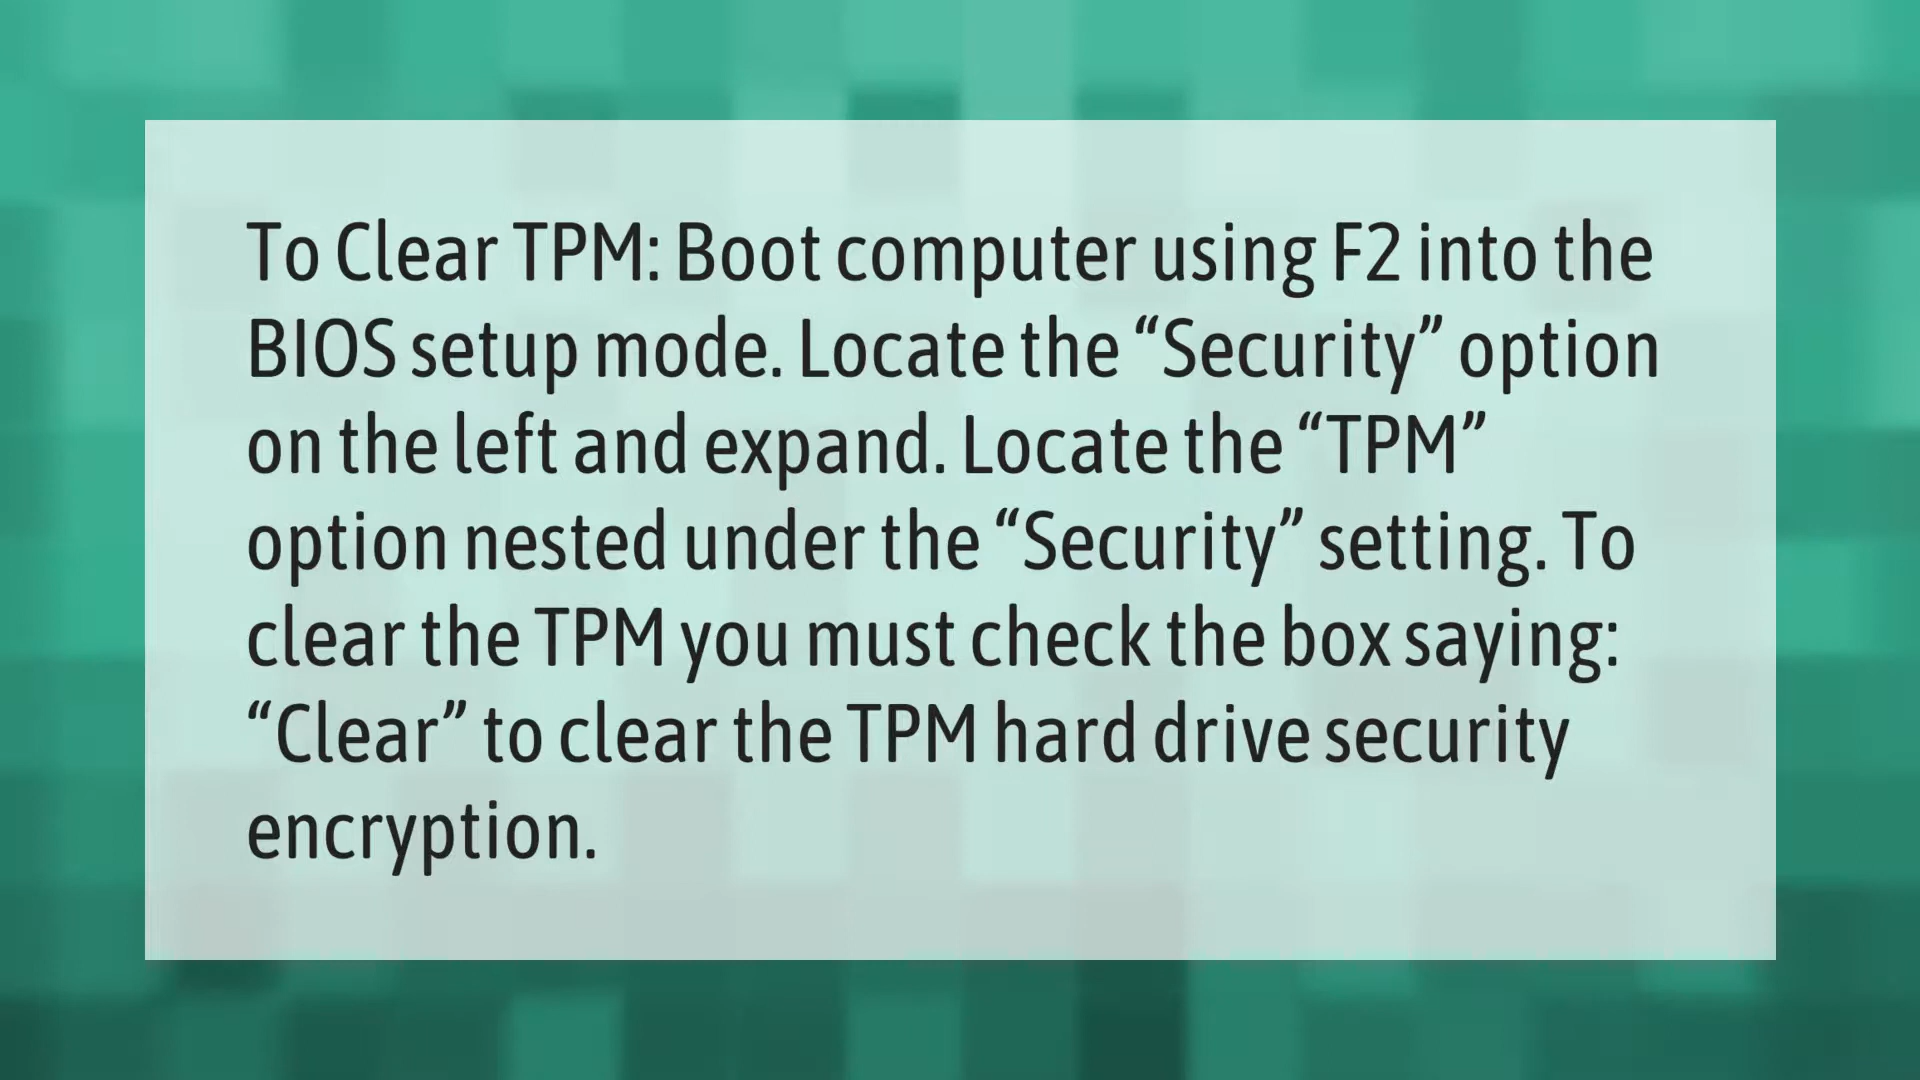 To Clear TPM: Boot computer using F2 into the
BIOS setup mode. Locate the “Security” option
on the left and expand. Locate the “TPM”
option nested under the “Security” setting. To
clear the TPM you must check the box saying:
“Clear” to clear the TPM hard drive security
encryption.